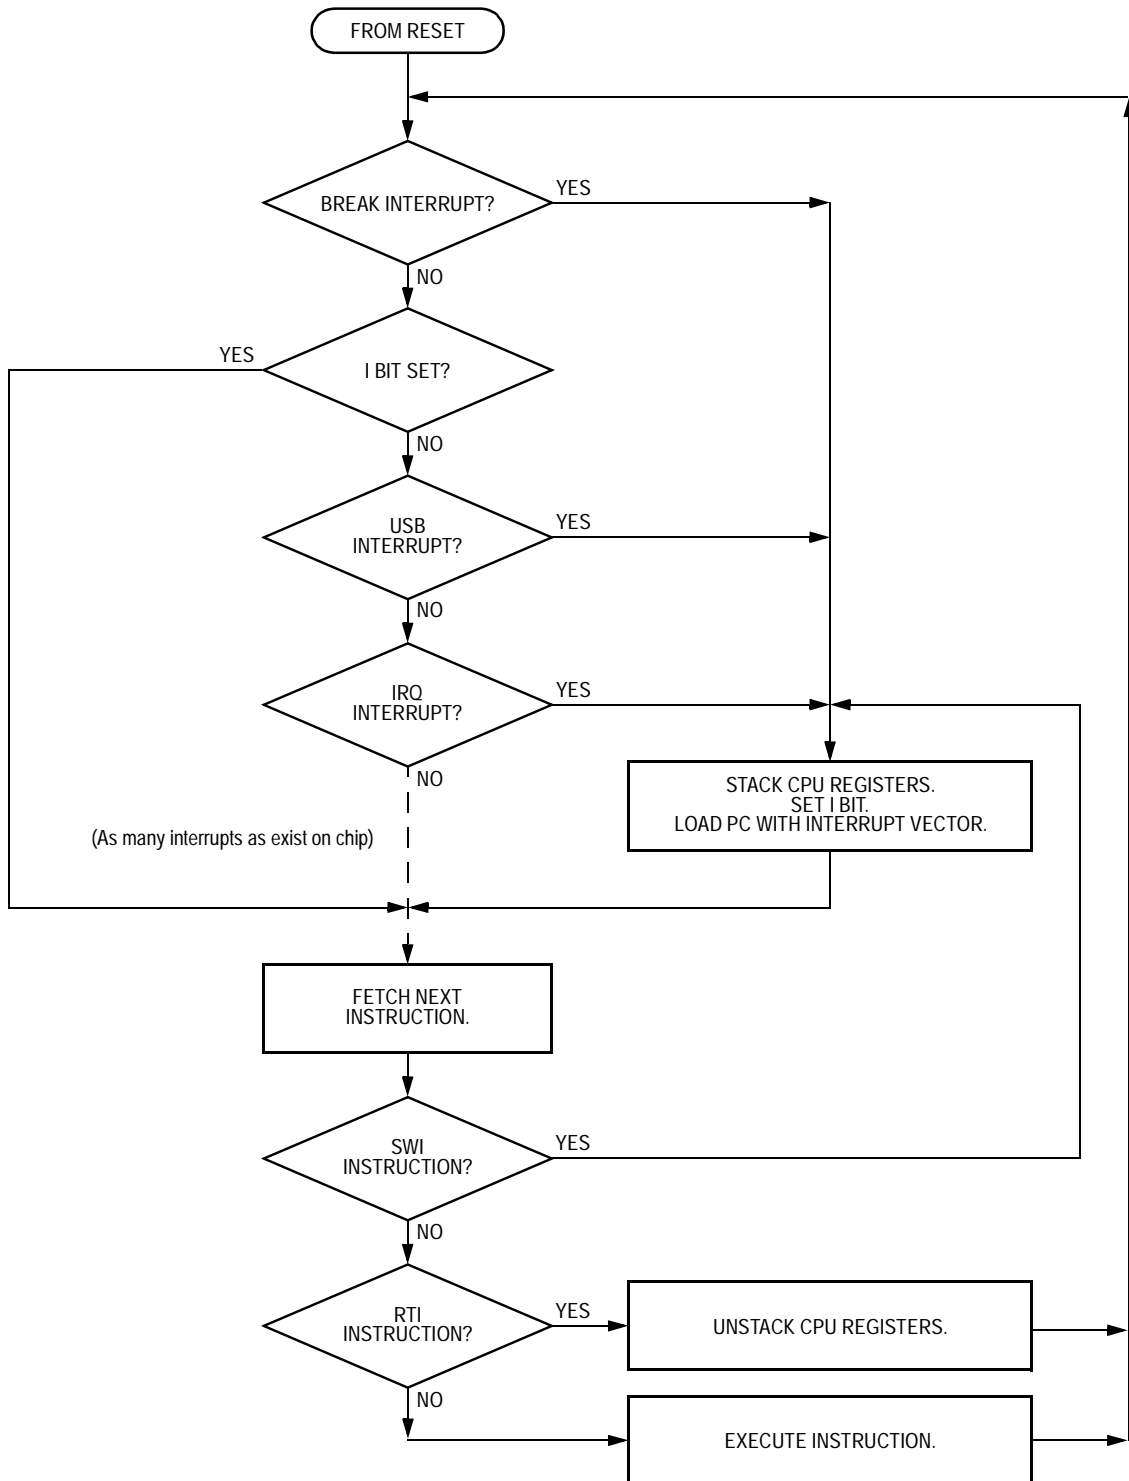 FROM RESET
BREAK INTERRUPT?
YES
NO
YES
I BIT SET?
NO
USB
INTERRUPT?
YES
NO
IRQ
INTERRUPT?
YES
NO
STACK CPU REGISTERS.
SET I BIT.
LOAD PC WITH INTERRUPT VECTOR.
(As many interrupts as exist on chip)
FETCH NEXT
INSTRUCTION.
SWI
INSTRUCTION?
YES
NO
RTI
INSTRUCTION?
YES
UNSTACK CPU REGISTERS.
NO
EXECUTE INSTRUCTION.